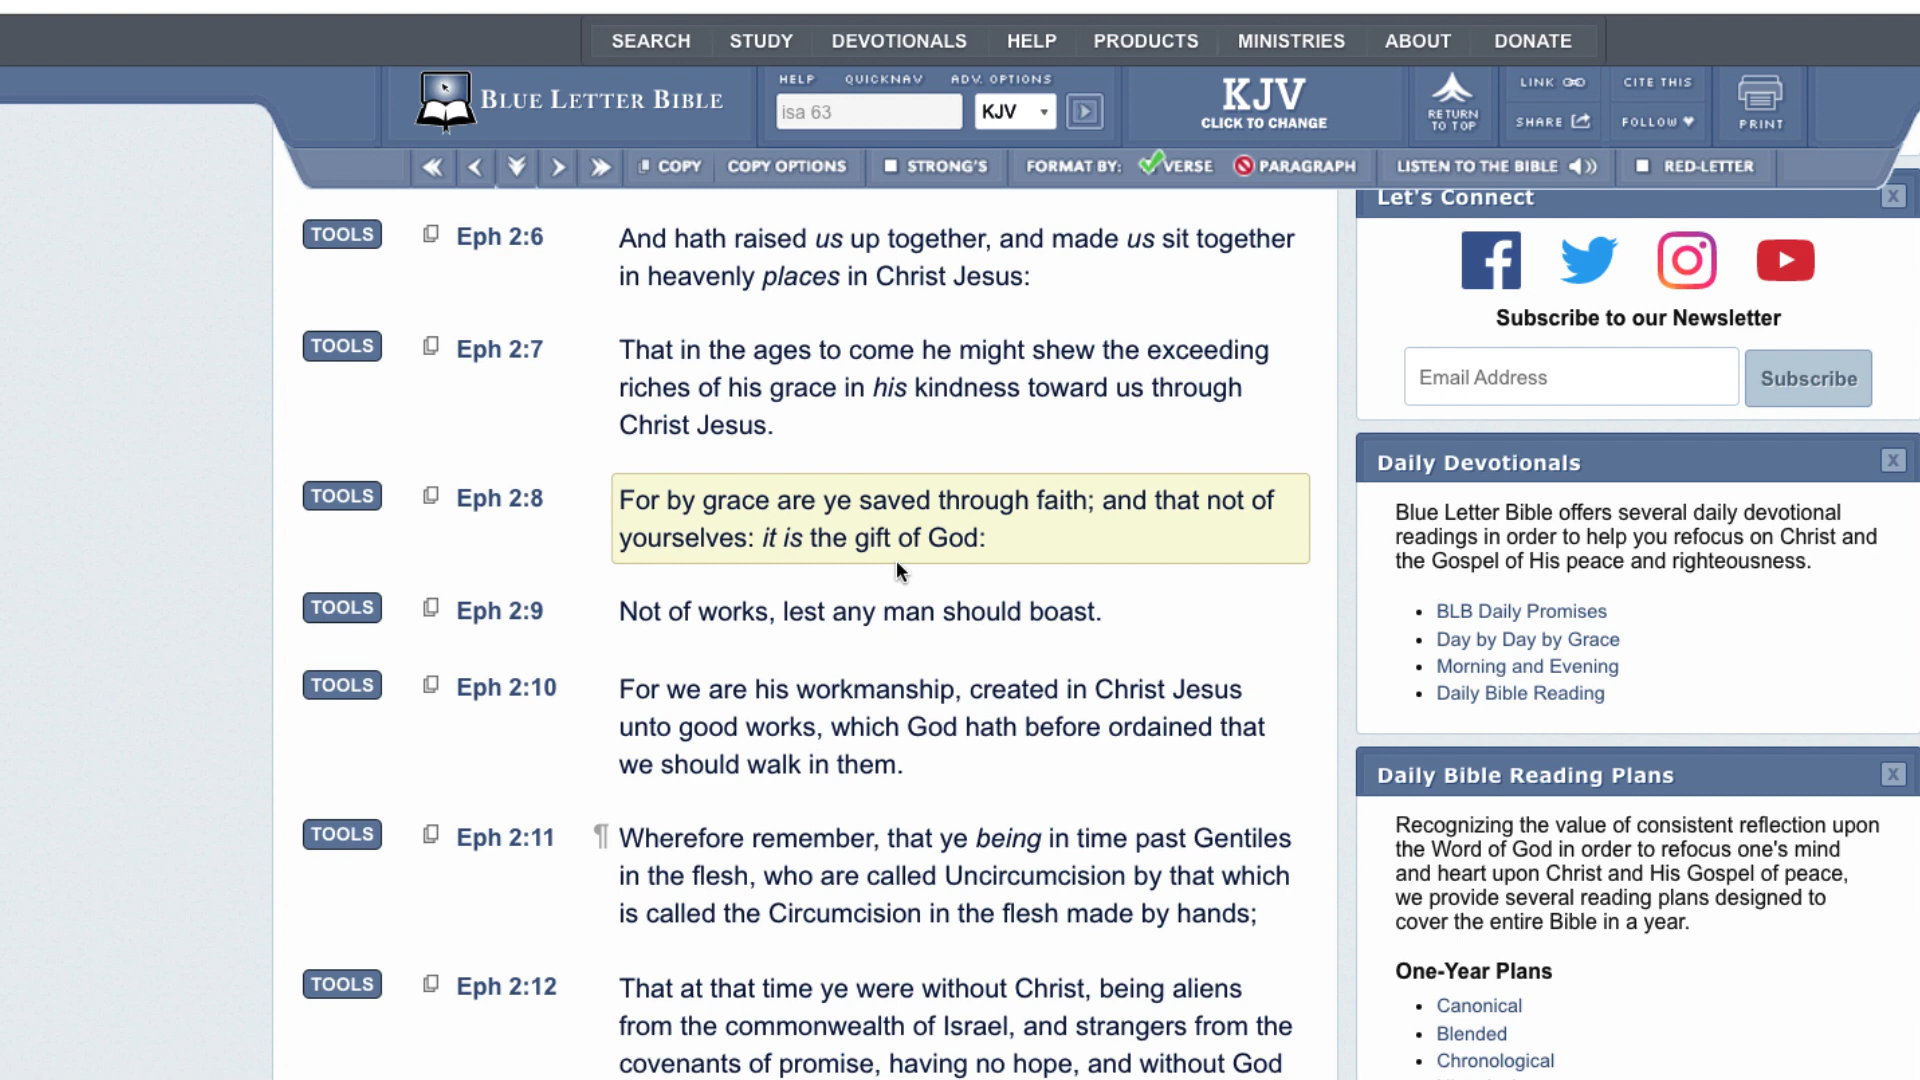 SEARCH STUDY DEVOTIONALS HELP PRODUCTS MINISTRIES ABOUT DONATE
BLUE LETTER BIBLE
HELP QUICKNAV ADV. OPTIONS
isa 63 KJV
KJV
CLICK TO CHANGE
RETURN
TO TOP
LINK CITE THIS
SHARE FOLLOW
PRINT
COPY COPY OPTIONS STRONG'S FORMAT BY: VERSE PARAGRAPH LISTEN TO THE BIBLE RED-LETTER
TOOLS Eph 2:6 And hath raised us up together, and made us sit together
in heavenly places in Christ Jesus:
TOOLS Eph 2:7 That in the ages to come he might shew the exceeding
riches of his grace in his kindness toward us through
Christ Jesus.
TOOLS Eph 2:8 For by grace are ye saved through faith; and that not of
yourselves: it is the gift of God:
TOOLS Eph 2:9 Not of works, lest any man should boast.
TOOLS Eph 2:10 For we are his workmanship, created in Christ Jesus
unto good works, which God hath before ordained that
we should walk in them.
TOOLS Eph 2:11 ¶ Wherefore remember, that ye being in time past Gentiles
in the flesh, who are called Uncircumcision by that which
is called the Circumcision in the flesh made by hands;
TOOLS Eph 2:12 That at that time ye were without Christ, being aliens
from the commonwealth of Israel, and strangers from the
covenants of promise, having no hope, and without God
Let's Connect X
Subscribe to our Newsletter
Email Address Subscribe
Daily Devotionals X
Blue Letter Bible offers several daily devotional
readings in order to help you refocus on Christ and
the Gospel of His peace and righteousness.
• BLB Daily Promises
• Day by Day by Grace
• Morning and Evening
• Daily Bible Reading
Daily Bible Reading Plans X
Recognizing the value of consistent reflection upon
the Word of God in order to refocus one's mind
and heart upon Christ and His Gospel of peace,
we provide several reading plans designed to
cover the entire Bible in a year.
One-Year Plans
• Canonical
• Blended
• Chronological